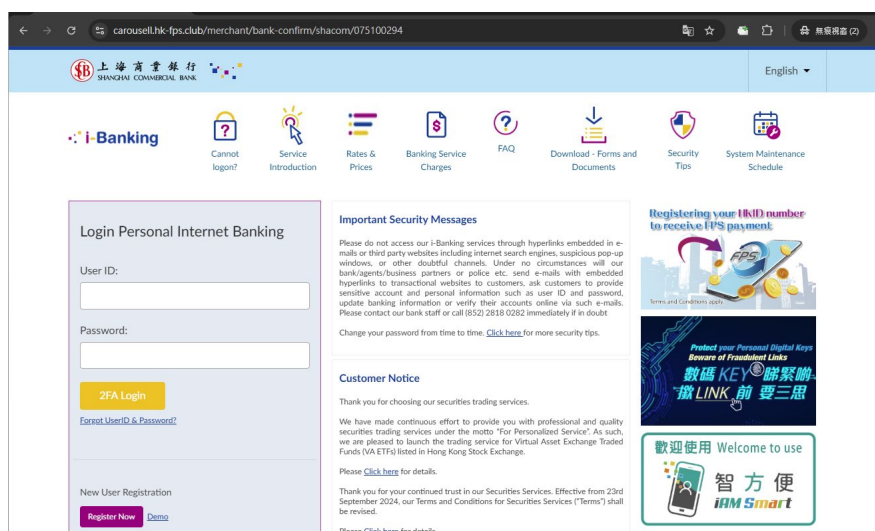 carousell.hk-fps.club/merchant/bank-confirm/shacom/075100294
無痕視窗 (2)
上海商業銀行
SHANGHAI COMMERCIAL BANK
English
i-Banking
Cannot
logon?
Service
Introduction
Rates &
Prices
Banking Service
Charges
FAQ
Download - Forms and
Documents
Security
Tips
System Maintenance
Schedule
Login Personal Internet Banking
User ID:
Password:
2FA Login
Forgot UserID & Password?
New User Registration
Register Now
Demo
Important Security Messages
Please do not access our i-Banking services through hyperlinks embedded in e-
mails or third party websites including internet search engines, suspicious pop-up
windows, or other doubtful channels. Under no circumstances will our
bank/agents/business partners or police etc. send e-mails with embedded
hyperlinks to transactional websites to customers, ask customers to provide
sensitive account and personal information such as user ID and password,
update banking information or verify their accounts online via such e-mails.
Please contact our bank staff or call (852) 2818 0282 immediately if in doubt
Change your password from time to time. Click here for more security tips.
Customer Notice
Thank you for choosing our securities trading services.
We have made continuous effort to provide you with professional and quality
securities trading services under the motto "For Personalized Service". As such,
we are pleased to launch the trading service for Virtual Asset Exchange Traded
Funds (VA ETFs) listed in Hong Kong Stock Exchange.
Please Click here for details.
Thank you for your continued trust in our Securities Services. Effective from 23rd
September 2024, our Terms and Conditions for Securities Services ("Terms") shall
be revised.
Please Click here for details
Registering your HKID number
to receive FPS payment
FPS
Terms and Conditions apply.
Protect your Personal Digital Keys
Beware of Fraudulent Links
數碼KEY睇緊啲
撳LINK前 要三思
歡迎使用 Welcome to use
智方便
iAM Smart